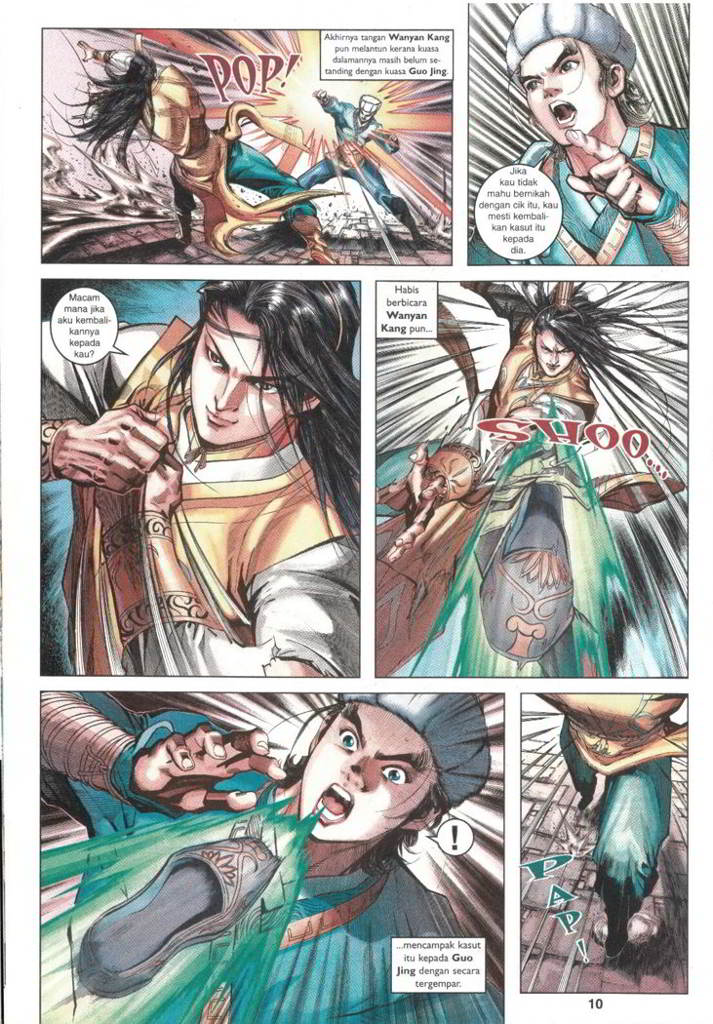 Akhirnya tangan Wanyan Kang
pun melantun kerana kuasa
dalamannya masih belum se-
tanding dengan kuasa Guo Jing.
POP!
Jika
kau tidak
mahu bernikah
dengan cik itu, kau
mesti kembali-
kan kasut itu
kepada
dia.
Macam
mana jika
aku kembali-
kannya
kepada
kau?
Habis
berbicara
Wanyan
Kang pun...
SHOO...
!
...mencampak kasut
itu kepada Guo
Jing dengan secara
tergempar.
PAP!
10